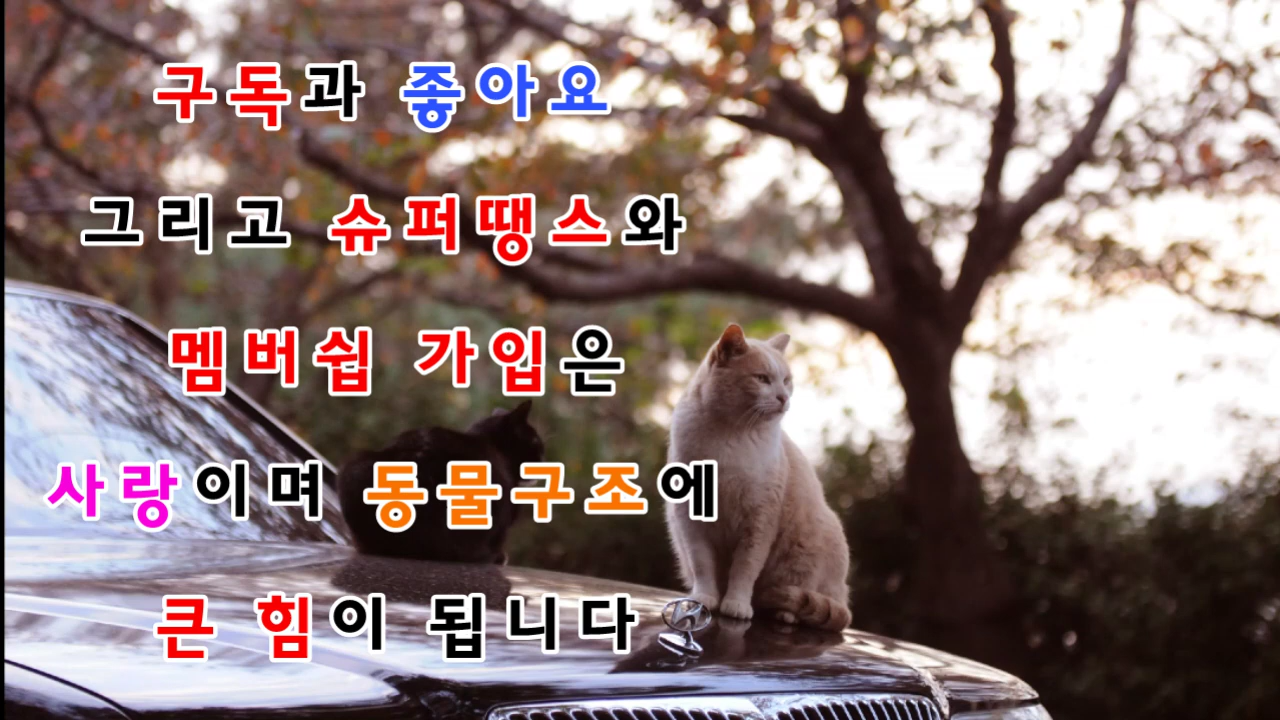 구독과 좋아요
그리고 슈퍼땡스와
멤버쉽 가입은
사랑이며 동물구조에
큰 힘이 됩니다